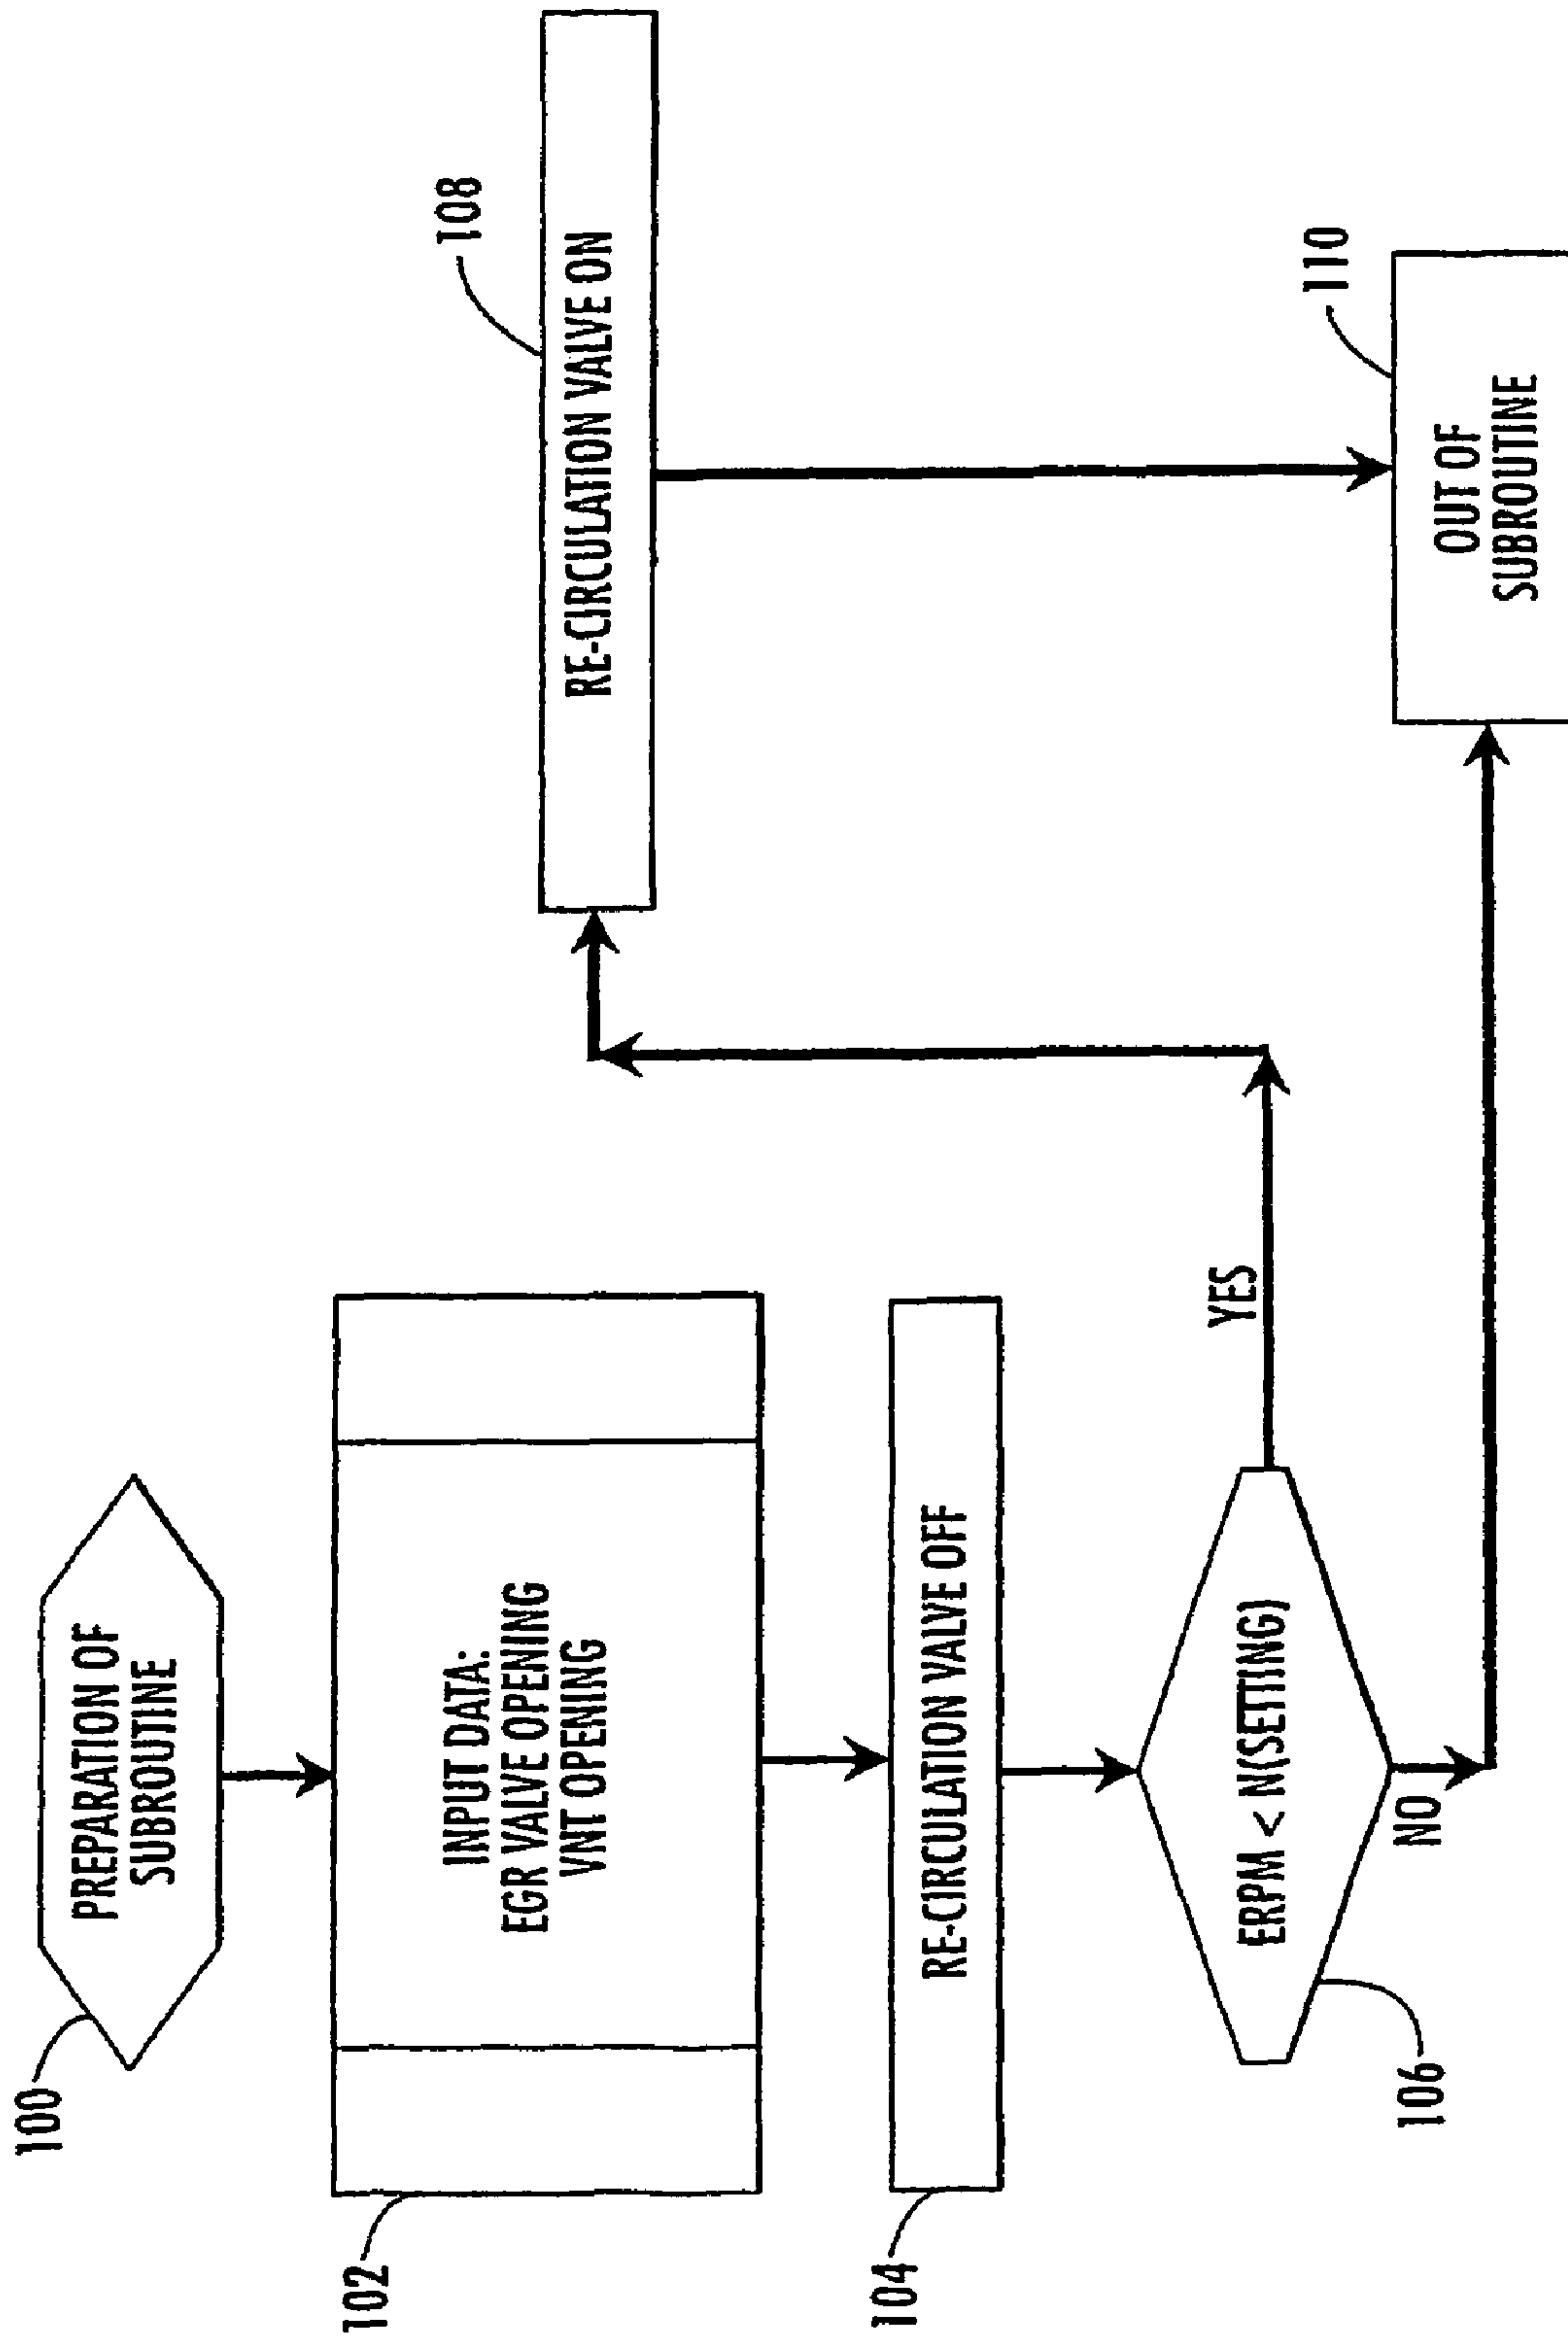 100
PREPARATION OF
SUBROUTINE
102
INPUT DATA:
EGR VALVE OPENING
VNT OPENING
104
RE-CIRCULATION VALVE OFF
106
ERPM < N(SETTING)
YES
NO
108
RE-CIRCULATION VALVE ON
110
OUT OF
SUBROUTINE